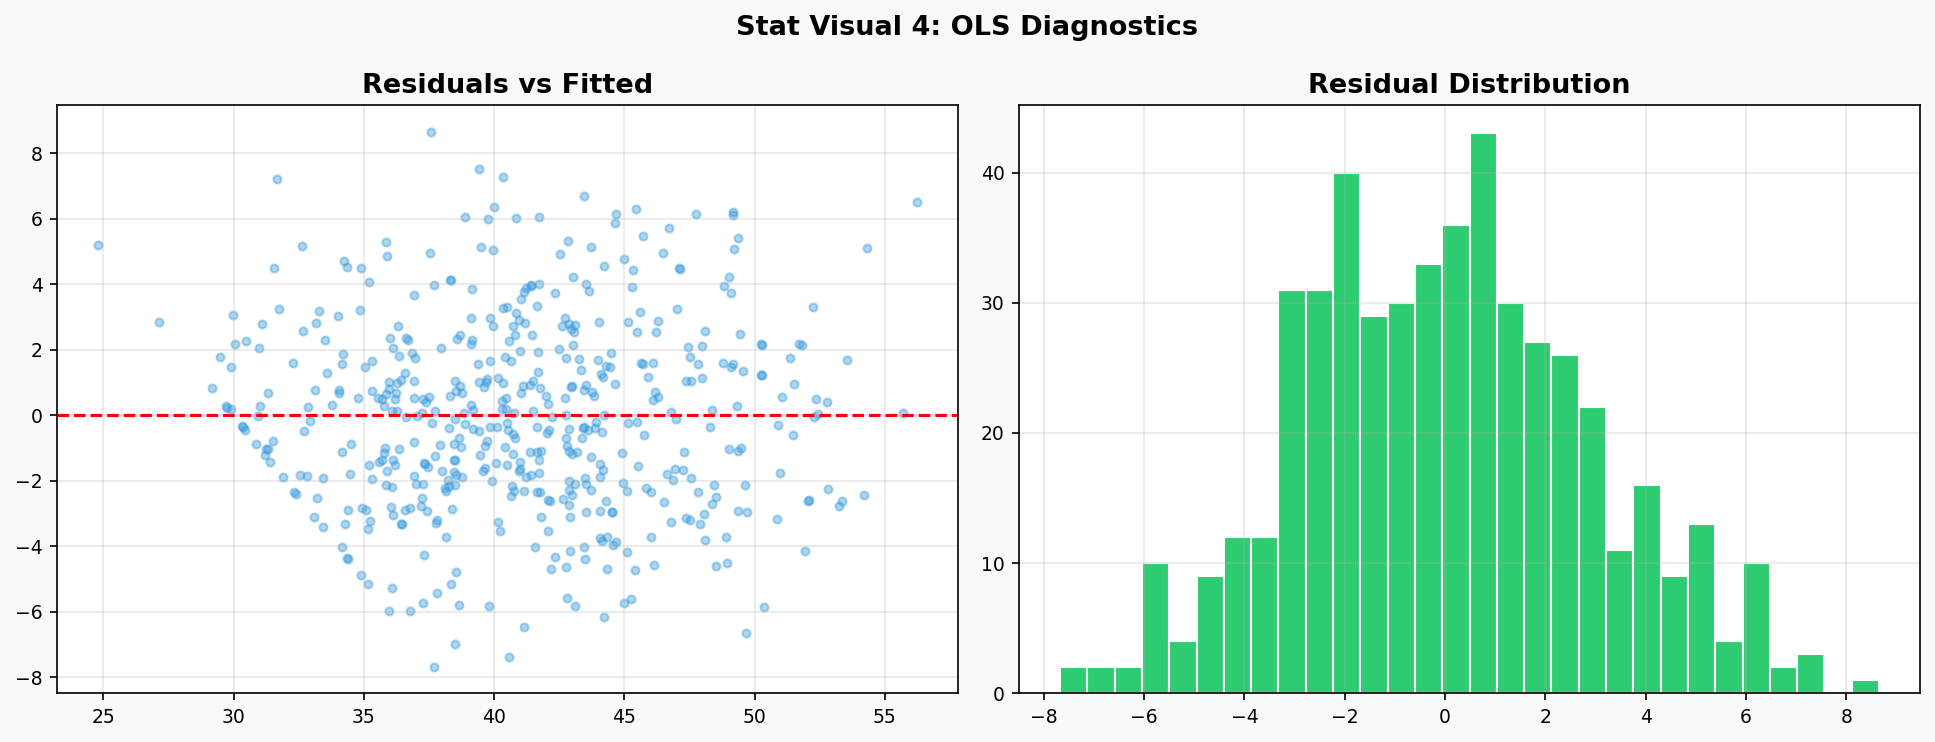 Stat Visual 4: OLS Diagnostics
Residuals vs Fitted
8
6
4
2
0
−2
−4
−6
−8
25 30 35 40 45 50 55
Residual Distribution
40
30
20
10
0
−8 −6 −4 −2 0 2 4 6 8